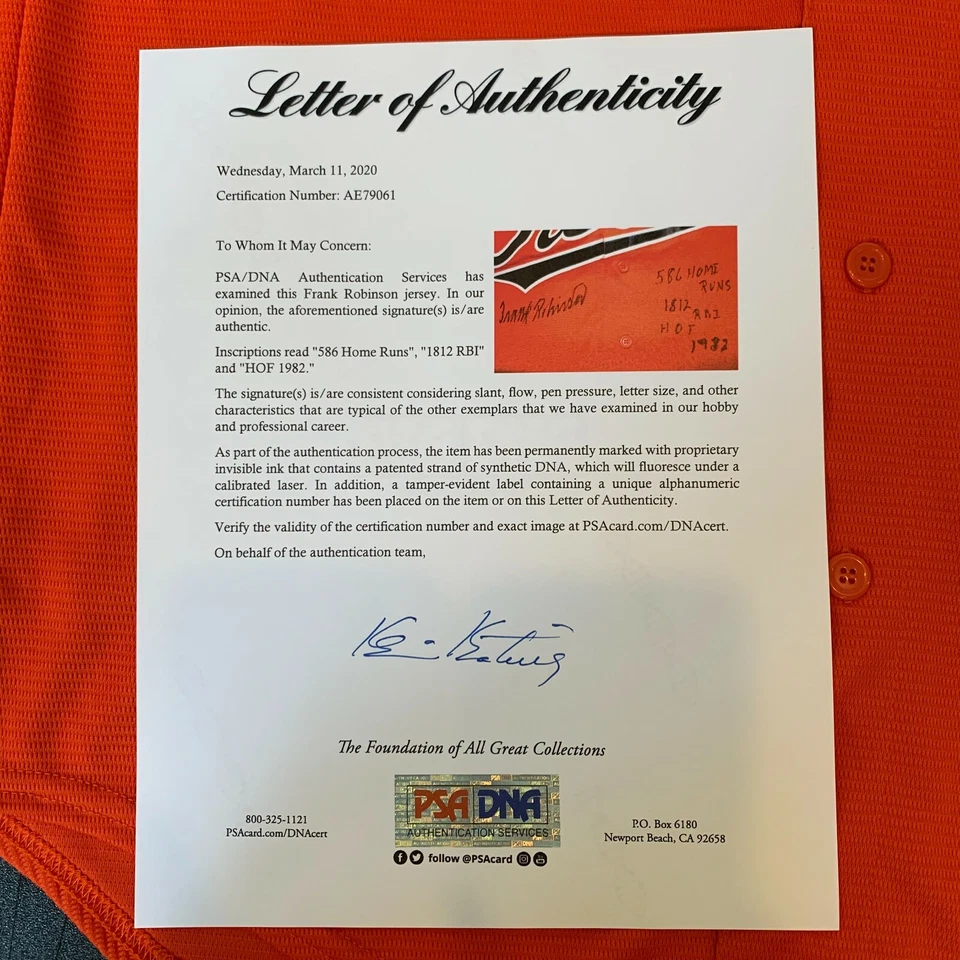 Letter of Authenticity
Wednesday, March 11, 2020
Certification Number: AE79061
To Whom It May Concern:
PSA/DNA Authentication Services has
examined this Frank Robinson jersey. In our
opinion, the aforementioned signature(s) is/are
authentic.
Inscriptions read "586 Home Runs", "1812 RBI"
and "HOF 1982."
Frank Robinson
586 HOME
RUNS
1812 RBI
HOF
1982
The signature(s) is/are consistent considering slant, flow, pen pressure, letter size, and other
characteristics that are typical of the other exemplars that we have examined in our hobby
and professional career.
As part of the authentication process, the item has been permanently marked with proprietary
invisible ink that contains a patented strand of synthetic DNA, which will fluoresce under a
calibrated laser. In addition, a tamper-evident label containing a unique alphanumeric
certification number has been placed on the item or on this Letter of Authenticity.
Verify the validity of the certification number and exact image at PSAcard.com/DNAcert.
On behalf of the authentication team,
The Foundation of All Great Collections
800-325-1121
PSAcard.com/DNAcert
PSA DNA
AUTHENTICATION SERVICES
follow @PSAcard
P.O. Box 6180
Newport Beach, CA 92658